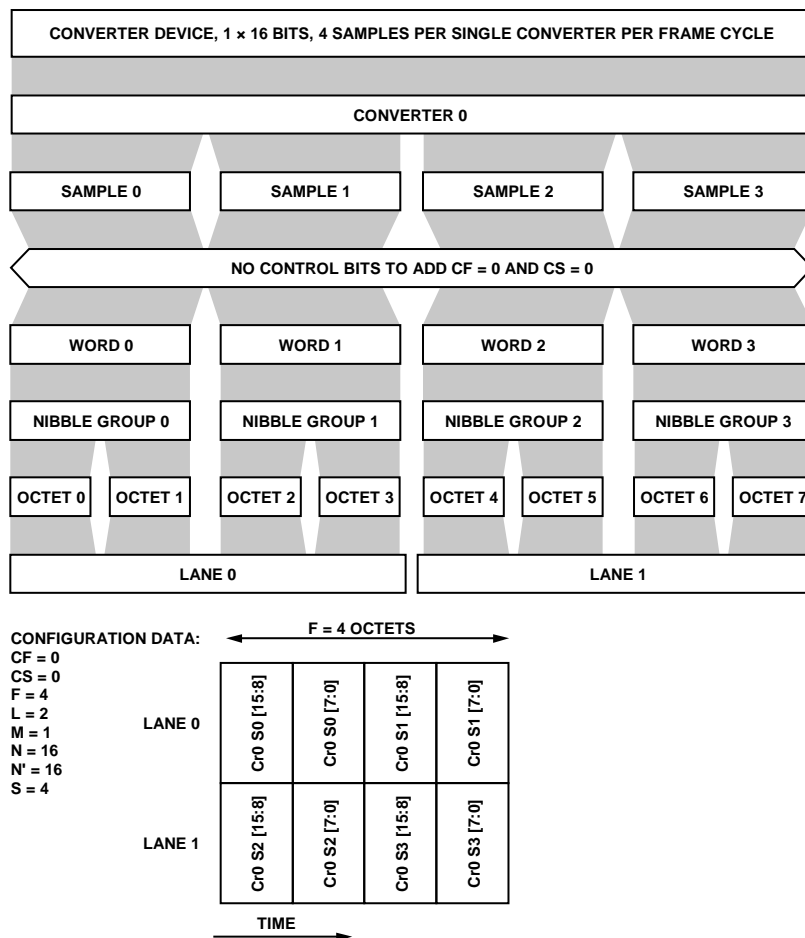 CONVERTER DEVICE, 1 × 16 BITS, 4 SAMPLES PER SINGLE CONVERTER PER FRAME CYCLE
CONVERTER 0
SAMPLE 0 SAMPLE 1 SAMPLE 2 SAMPLE 3
NO CONTROL BITS TO ADD CF = 0 AND CS = 0
WORD 0 WORD 1 WORD 2 WORD 3
NIBBLE GROUP 0 NIBBLE GROUP 1 NIBBLE GROUP 2 NIBBLE GROUP 3
OCTET 0 OCTET 1 OCTET 2 OCTET 3 OCTET 4 OCTET 5 OCTET 6 OCTET 7
LANE 0 LANE 1
CONFIGURATION DATA:
CF = 0
CS = 0
F = 4
L = 2
M = 1
N = 16
N' = 16
S = 4
F = 4 OCTETS
LANE 0
Cr0 S0 [15:8]
Cr0 S0 [7:0]
Cr0 S1 [15:8]
Cr0 S1 [7:0]
LANE 1
Cr0 S2 [15:8]
Cr0 S2 [7:0]
Cr0 S3 [15:8]
Cr0 S3 [7:0]
TIME